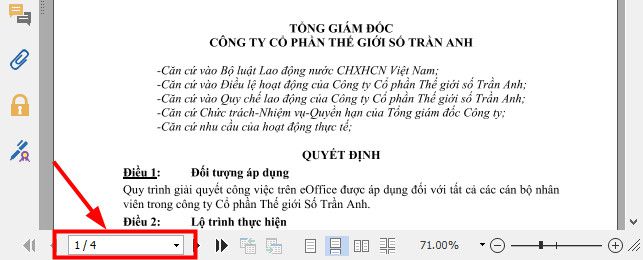 TỔNG GIÁM ĐỐC
CÔNG TY CỔ PHẦN THẾ GIỚI SỐ TRẦN ANH
-Căn cứ vào Bộ luật Lao động nước CHXHCN Việt Nam;
-Căn cứ vào Điều lệ hoạt động của Công ty Cổ phần Thế giới số Trần Anh;
-Căn cứ vào Quy chế lao động của Công ty Cổ phần Thế giới số Trần Anh;
-Căn cứ Chức trách-Nhiệm vụ-Quyền hạn của Tổng giám đốc Công ty;
-Căn cứ nhu cầu của hoạt động thực tế;
QUYẾT ĐỊNH
Điều 1: Đối tượng áp dụng
Quy trình giải quyết công việc trên eOffice được áp dụng đối với tất cả các cán bộ nhân
viên trong công ty Cổ phần Thế giới Số Trần Anh.
Điều 2: Lộ trình thực hiện
1 / 4
71.00%